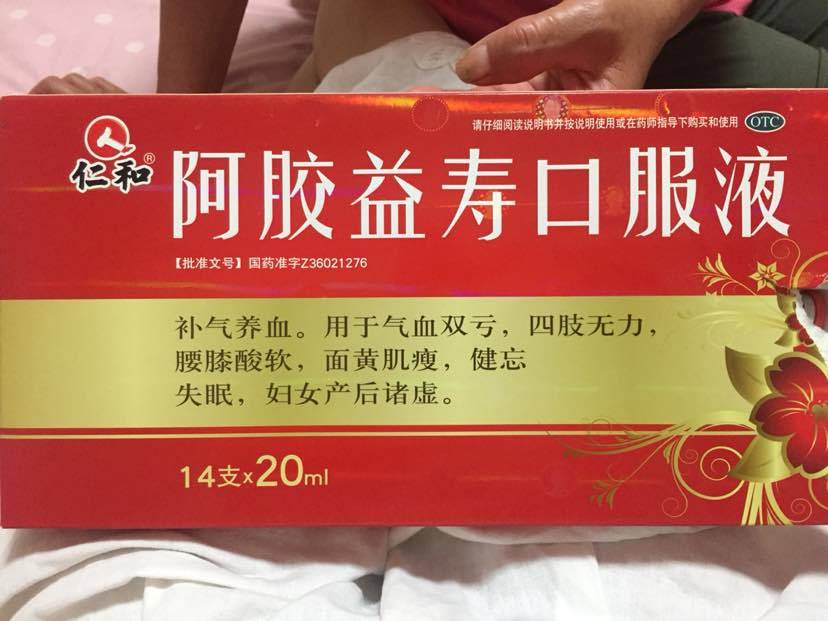 请仔细阅读说明书并按说明使用或在药师指导下购买和使用 OTC
仁和®
阿胶益寿口服液
【批准文号】国药准字Z36021276
补气养血。用于气血双亏，四肢无力，
腰膝酸软，面黄肌瘦，健忘
失眠，妇女产后诸虚。
14支x20ml